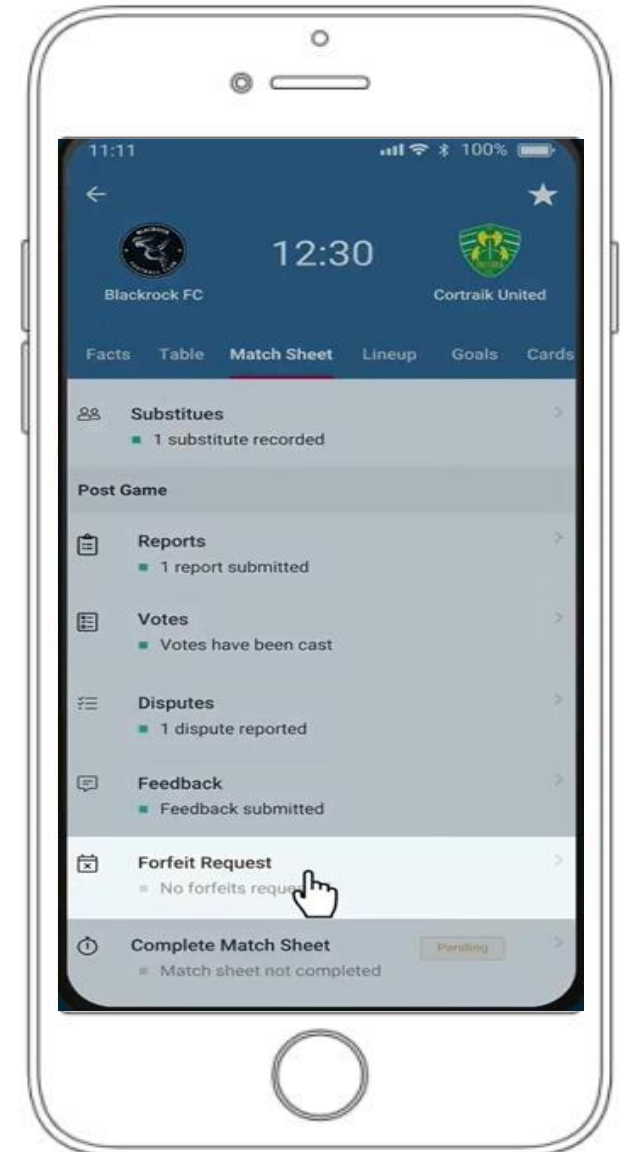 11:11 100%
12:30
Blackrock FC Cortraik United
Facts Table Match Sheet Lineup Goals Cards
Substitues
1 substitute recorded
Post Game
Reports
1 report submitted
Votes
Votes have been cast
Disputes
1 dispute reported
Feedback
Feedback submitted
Forfeit Request
No forfeits
Complete Match Sheet Pending
Match sheet not completed